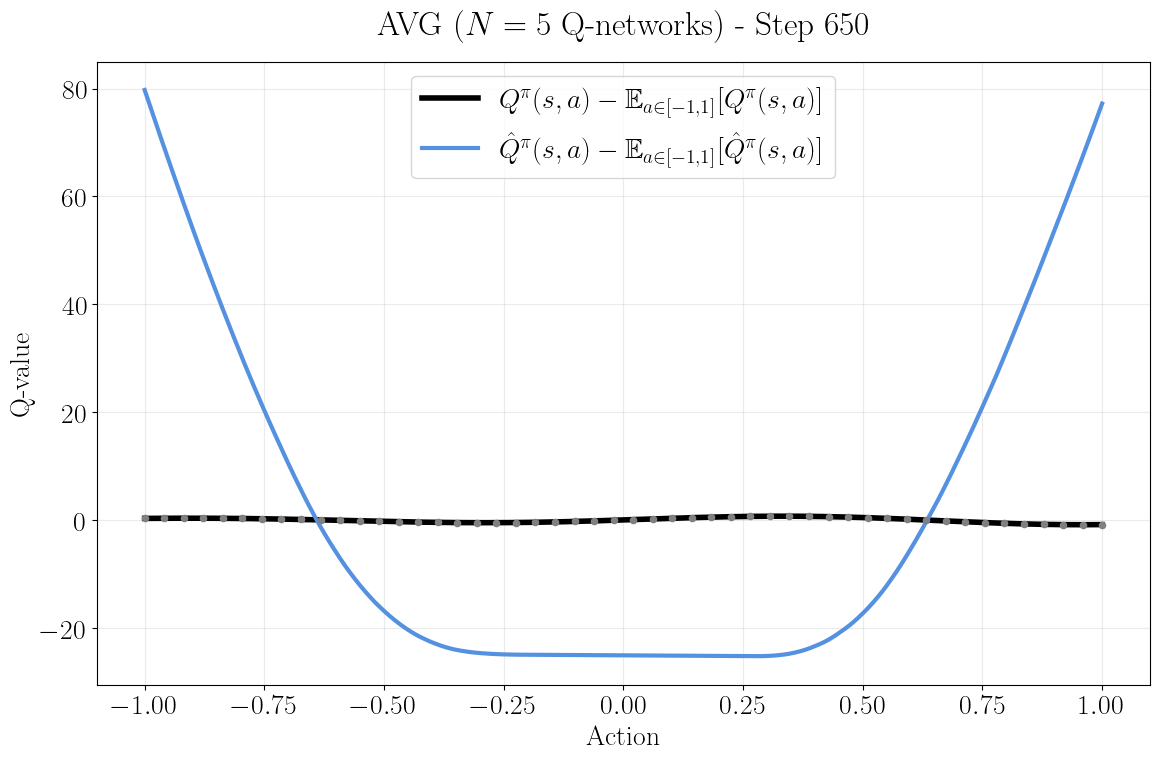 AVG (N = 5 Q-networks) - Step 650
Q^π(s, a) − 𝔼_{a∈[−1,1]}[Q^π(s, a)]
Q̂^π(s, a) − 𝔼_{a∈[−1,1]}[Q̂^π(s, a)]
80
60
40
20
0
−20
Q-value
−1.00 −0.75 −0.50 −0.25 0.00 0.25 0.50 0.75 1.00
Action